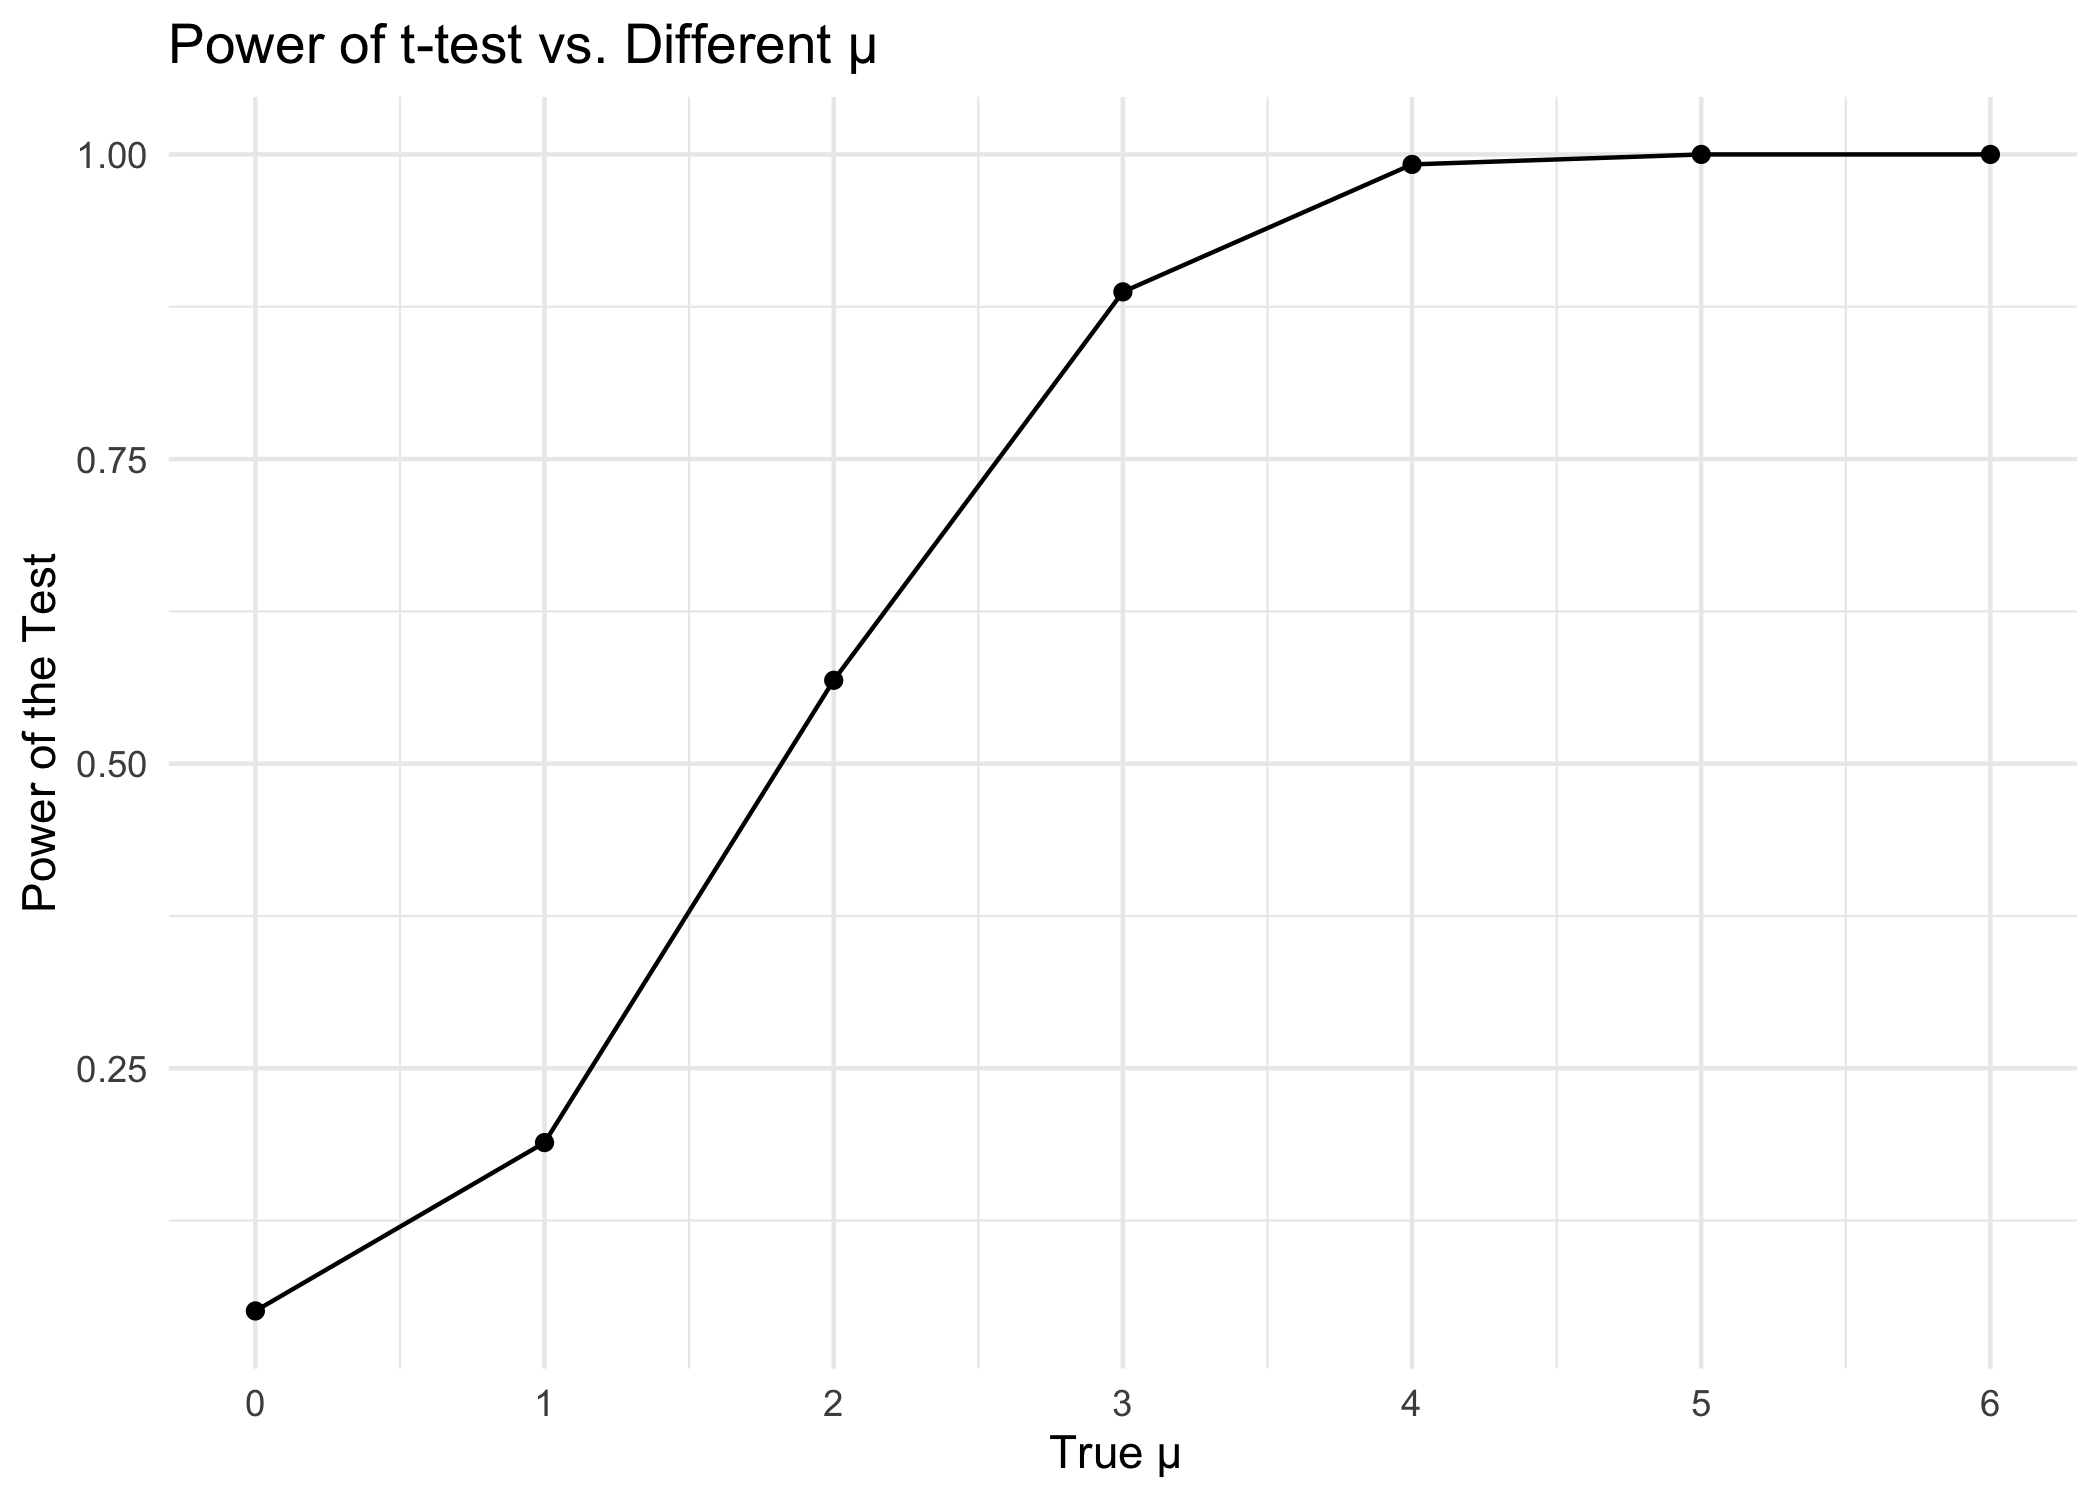 Power of t-test vs. Different μ
1.00
0.75
0.50
0.25
Power of the Test
0 1 2 3 4 5 6
True μ